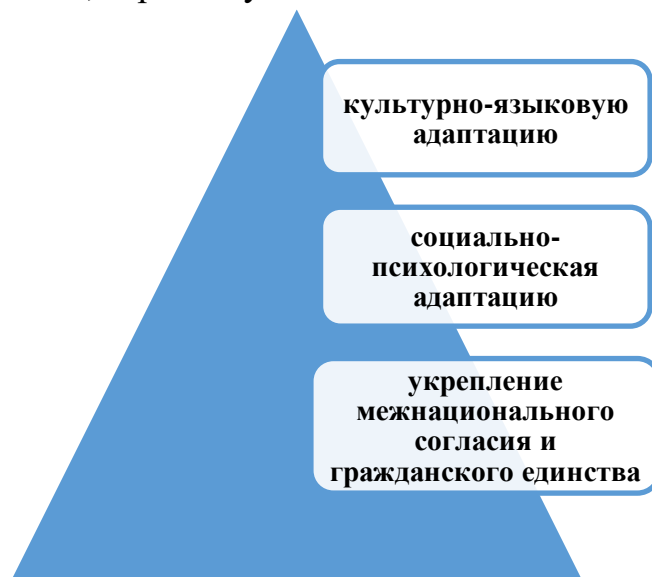 культурно-языковую
адаптацию
социально-
психологическая
адаптацию
укрепление
межнационального
согласия и
гражданского единства